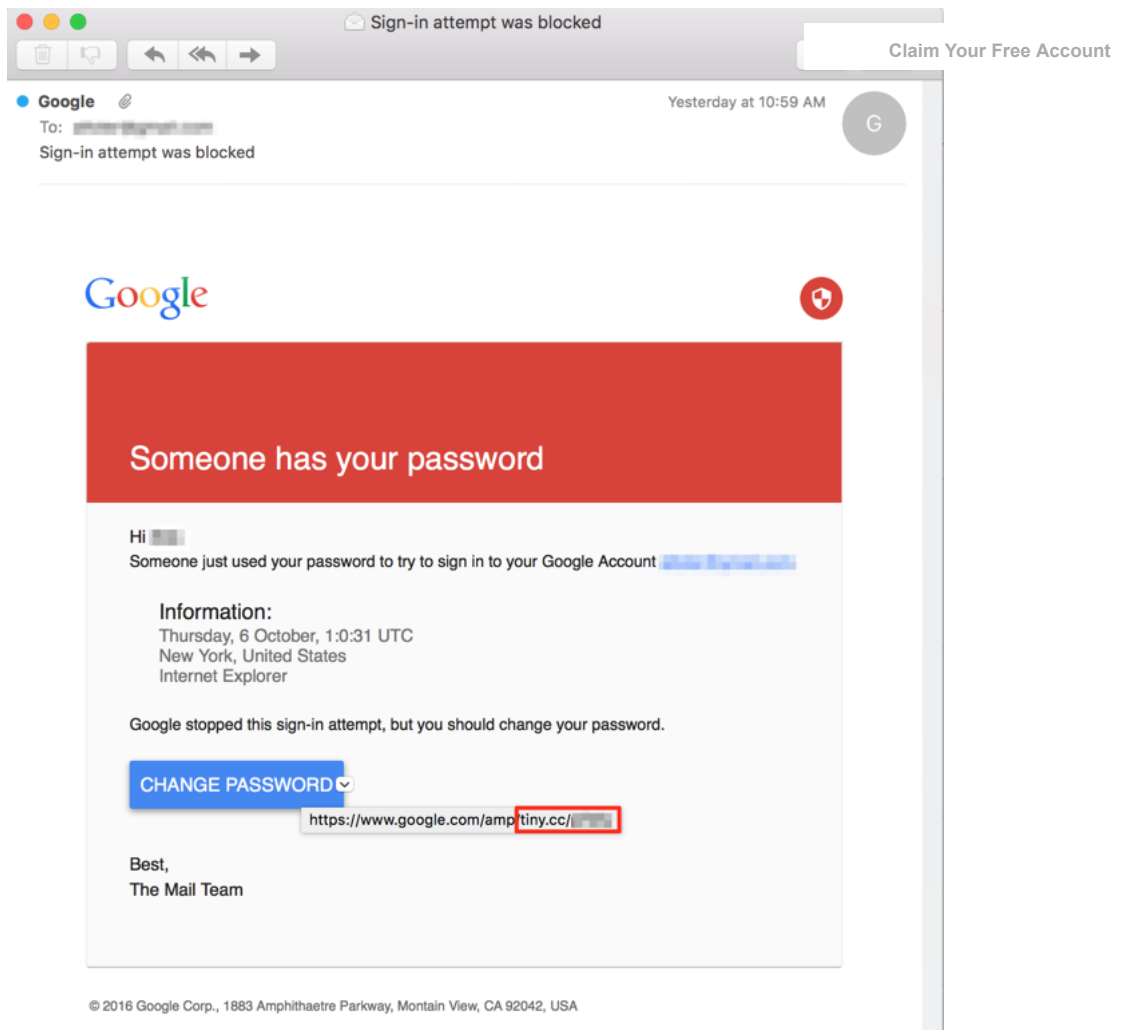 Sign-in attempt was blocked
Claim Your Free Account
Google
Yesterday at 10:59 AM
G
To:
Sign-in attempt was blocked
Google
Someone has your password
Hi
Someone just used your password to try to sign in to your Google Account
Information:
Thursday, 6 October, 1:0:31 UTC
New York, United States
Internet Explorer
Google stopped this sign-in attempt, but you should change your password.
CHANGE PASSWORD
https://www.google.com/amp/tiny.cc/
Best,
The Mail Team
© 2016 Google Corp., 1883 Amphithaetre Parkway, Montain View, CA 92042, USA